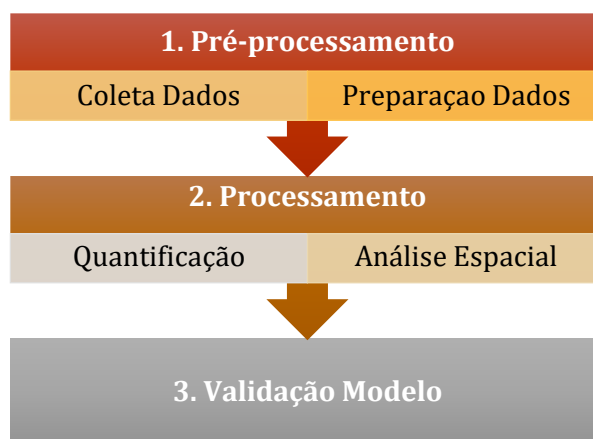 1. Pré-processamento
Coleta Dados
Preparaçao Dados
2. Processamento
Quantificação
Análise Espacial
3. Validação Modelo